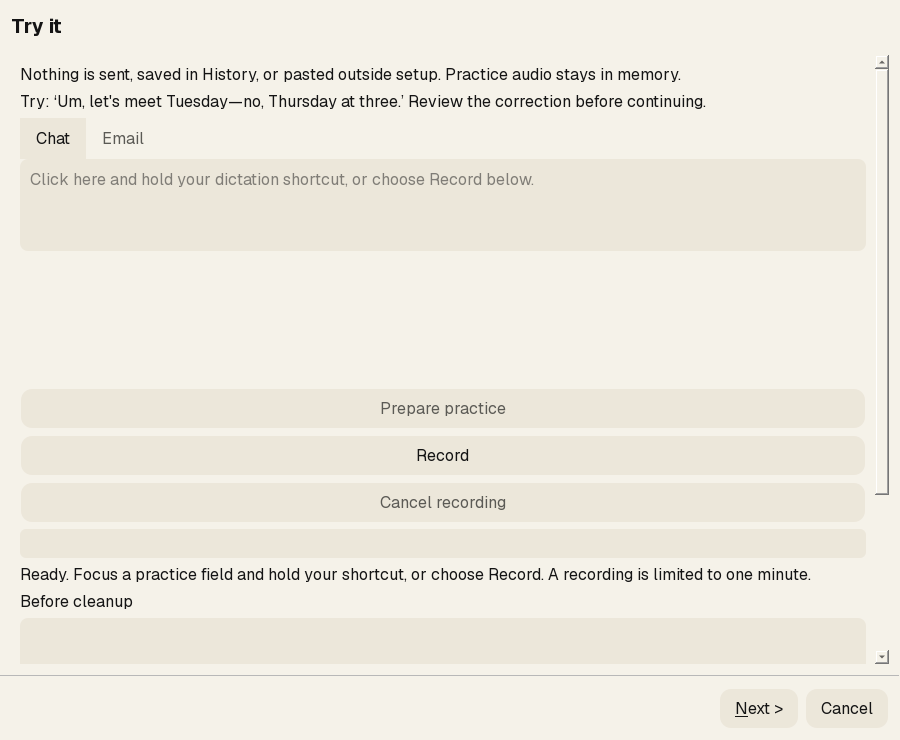 Try it
Nothing is sent, saved in History, or pasted outside setup. Practice audio stays in memory.
Try: ‘Um, let's meet Tuesday—no, Thursday at three.’ Review the correction before continuing.
Chat Email
Click here and hold your dictation shortcut, or choose Record below.
Prepare practice
Record
Cancel recording
Ready. Focus a practice field and hold your shortcut, or choose Record. A recording is limited to one minute.
Before cleanup
Next > Cancel